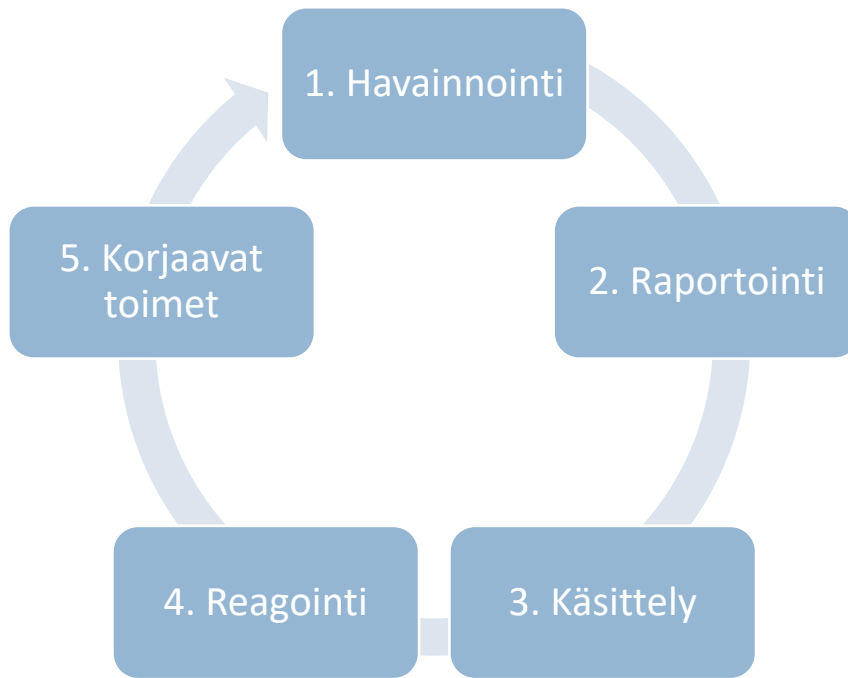 1. Havainnointi
2. Raportointi
3. Käsittely
4. Reagointi
5. Korjaavat
toimet